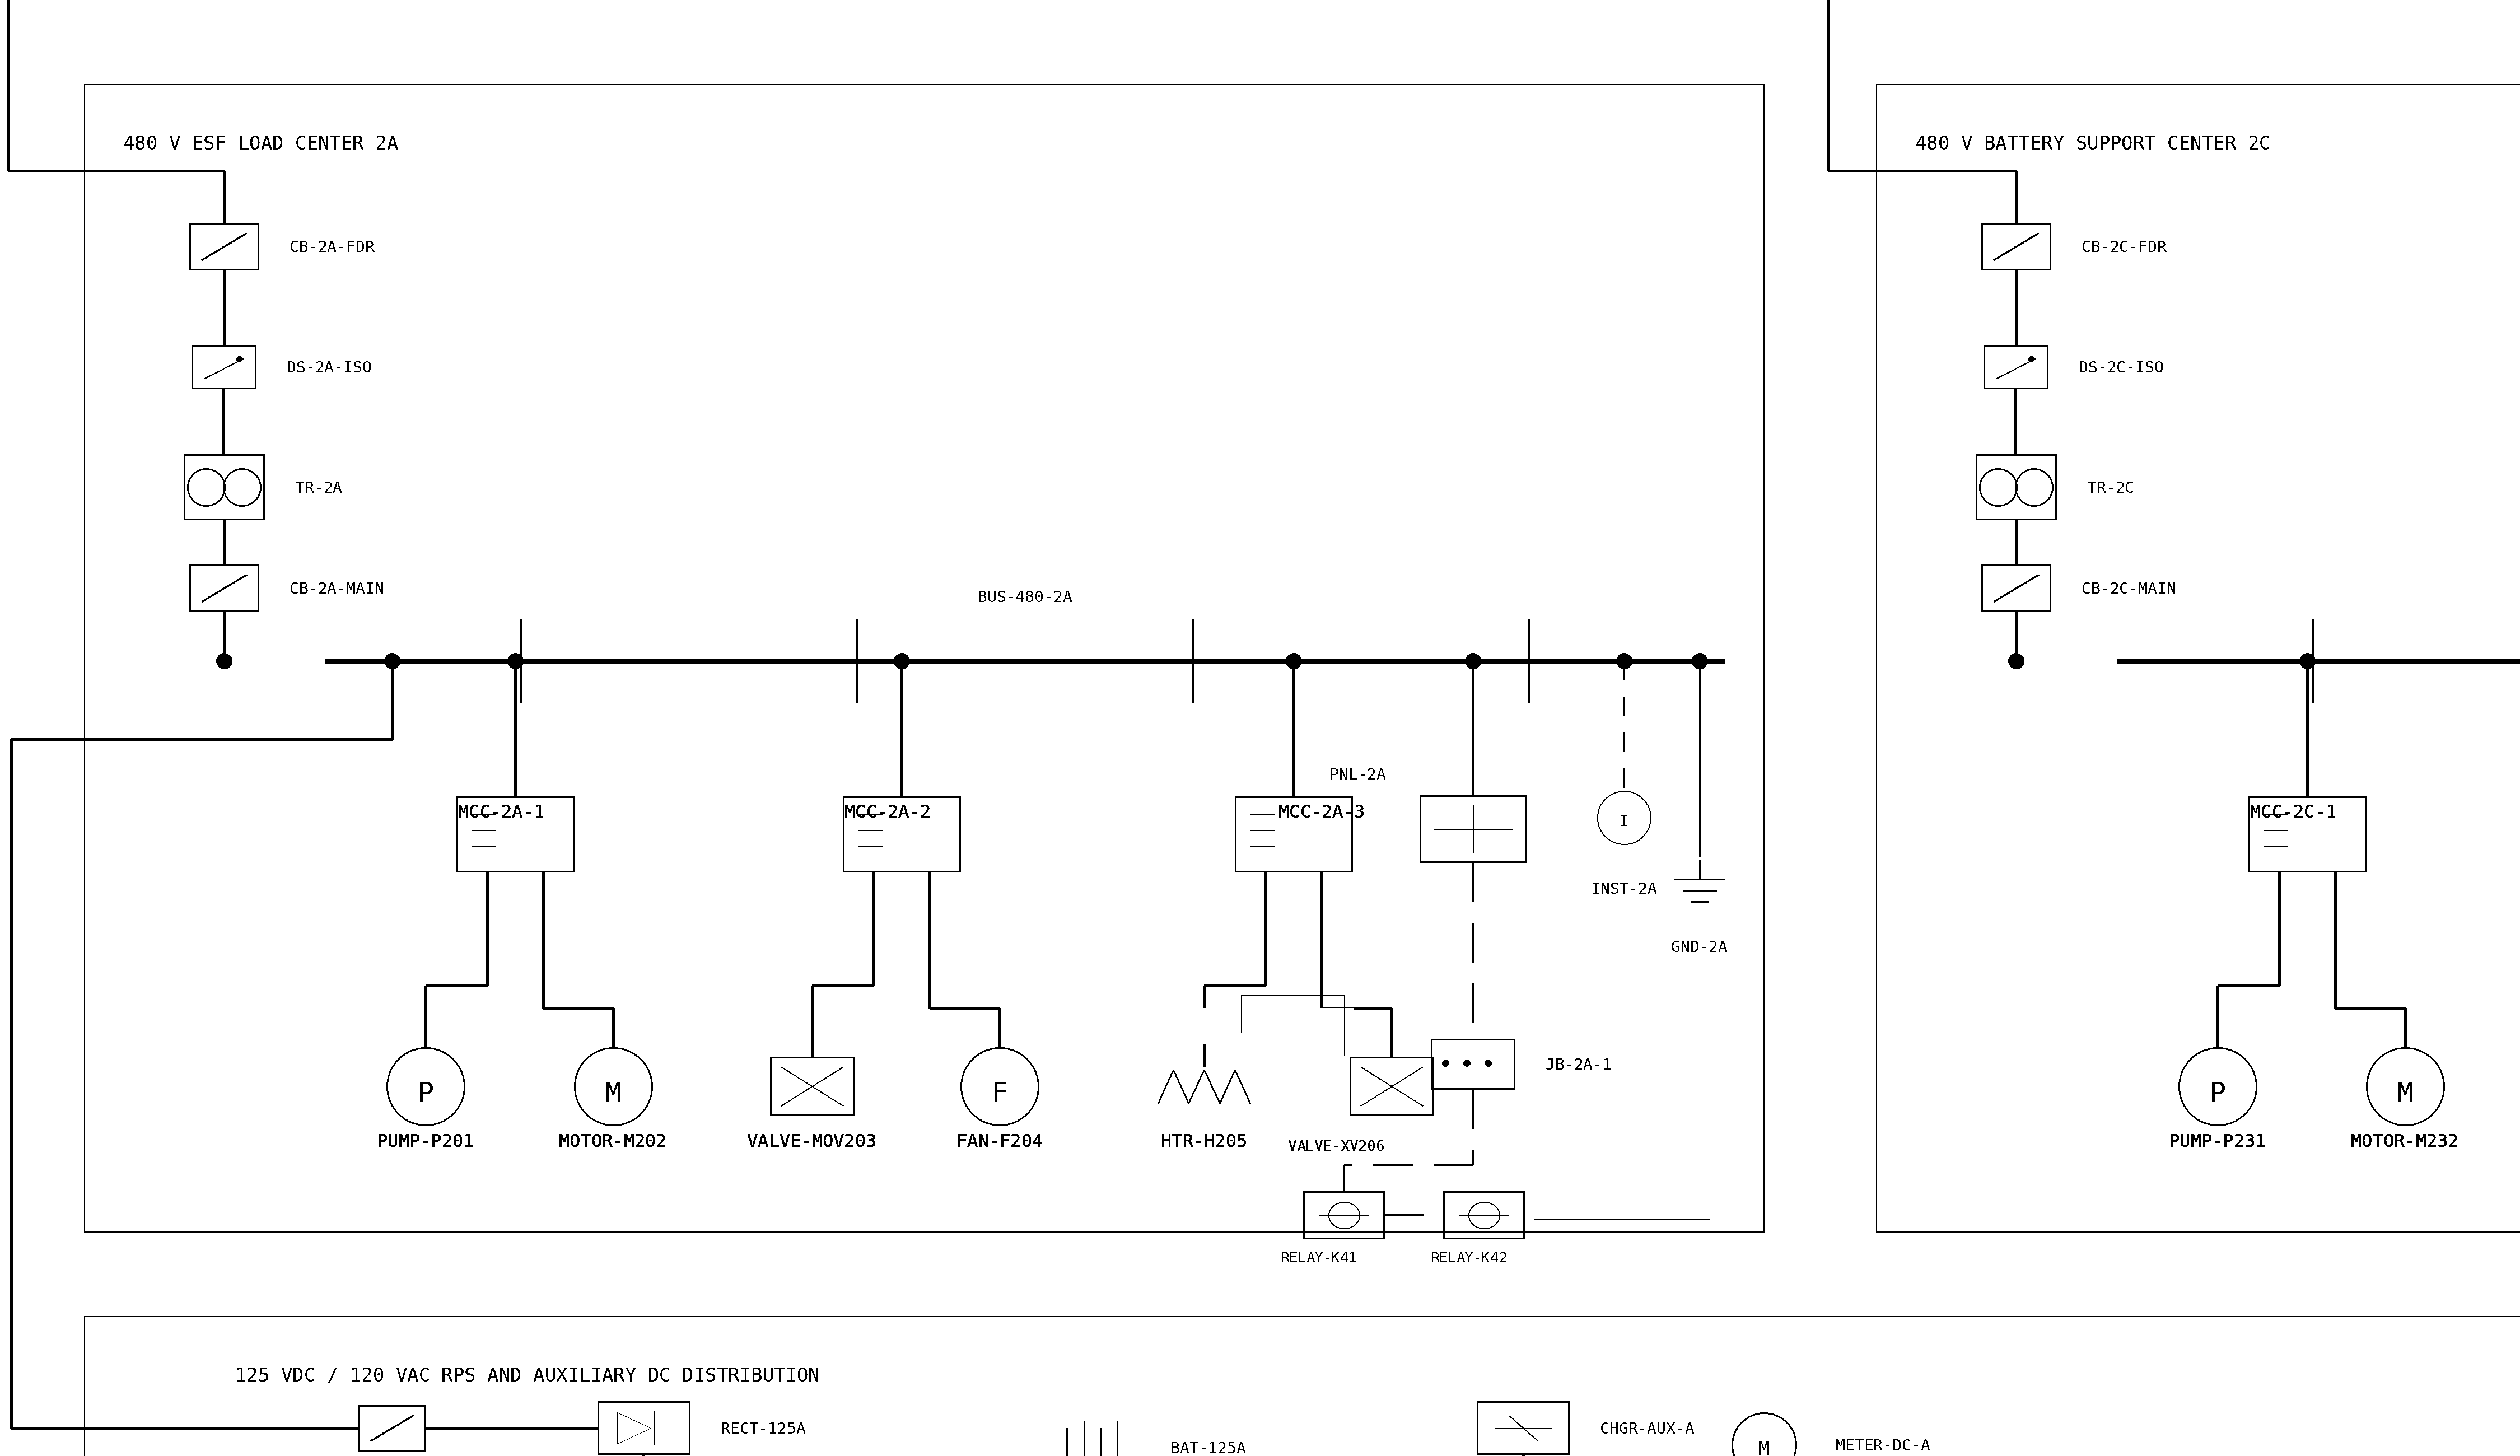 480 V ESF LOAD CENTER 2A
480 V BATTERY SUPPORT CENTER 2C
CB-2A-FDR
CB-2C-FDR
DS-2A-ISO
DS-2C-ISO
TR-2A
TR-2C
CB-2A-MAIN
CB-2C-MAIN
BUS-480-2A
PNL-2A
MCC-2A-1
MCC-2A-2
MCC-2A-3
MCC-2C-1
I
INST-2A
GND-2A
JB-2A-1
P
M
F
P
M
PUMP-P201
MOTOR-M202
VALVE-MOV203
FAN-F204
HTR-H205
VALVE-XV206
PUMP-P231
MOTOR-M232
RELAY-K41
RELAY-K42
125 VDC / 120 VAC RPS AND AUXILIARY DC DISTRIBUTION
RECT-125A
BAT-125A
CHGR-AUX-A
M
METER-DC-A